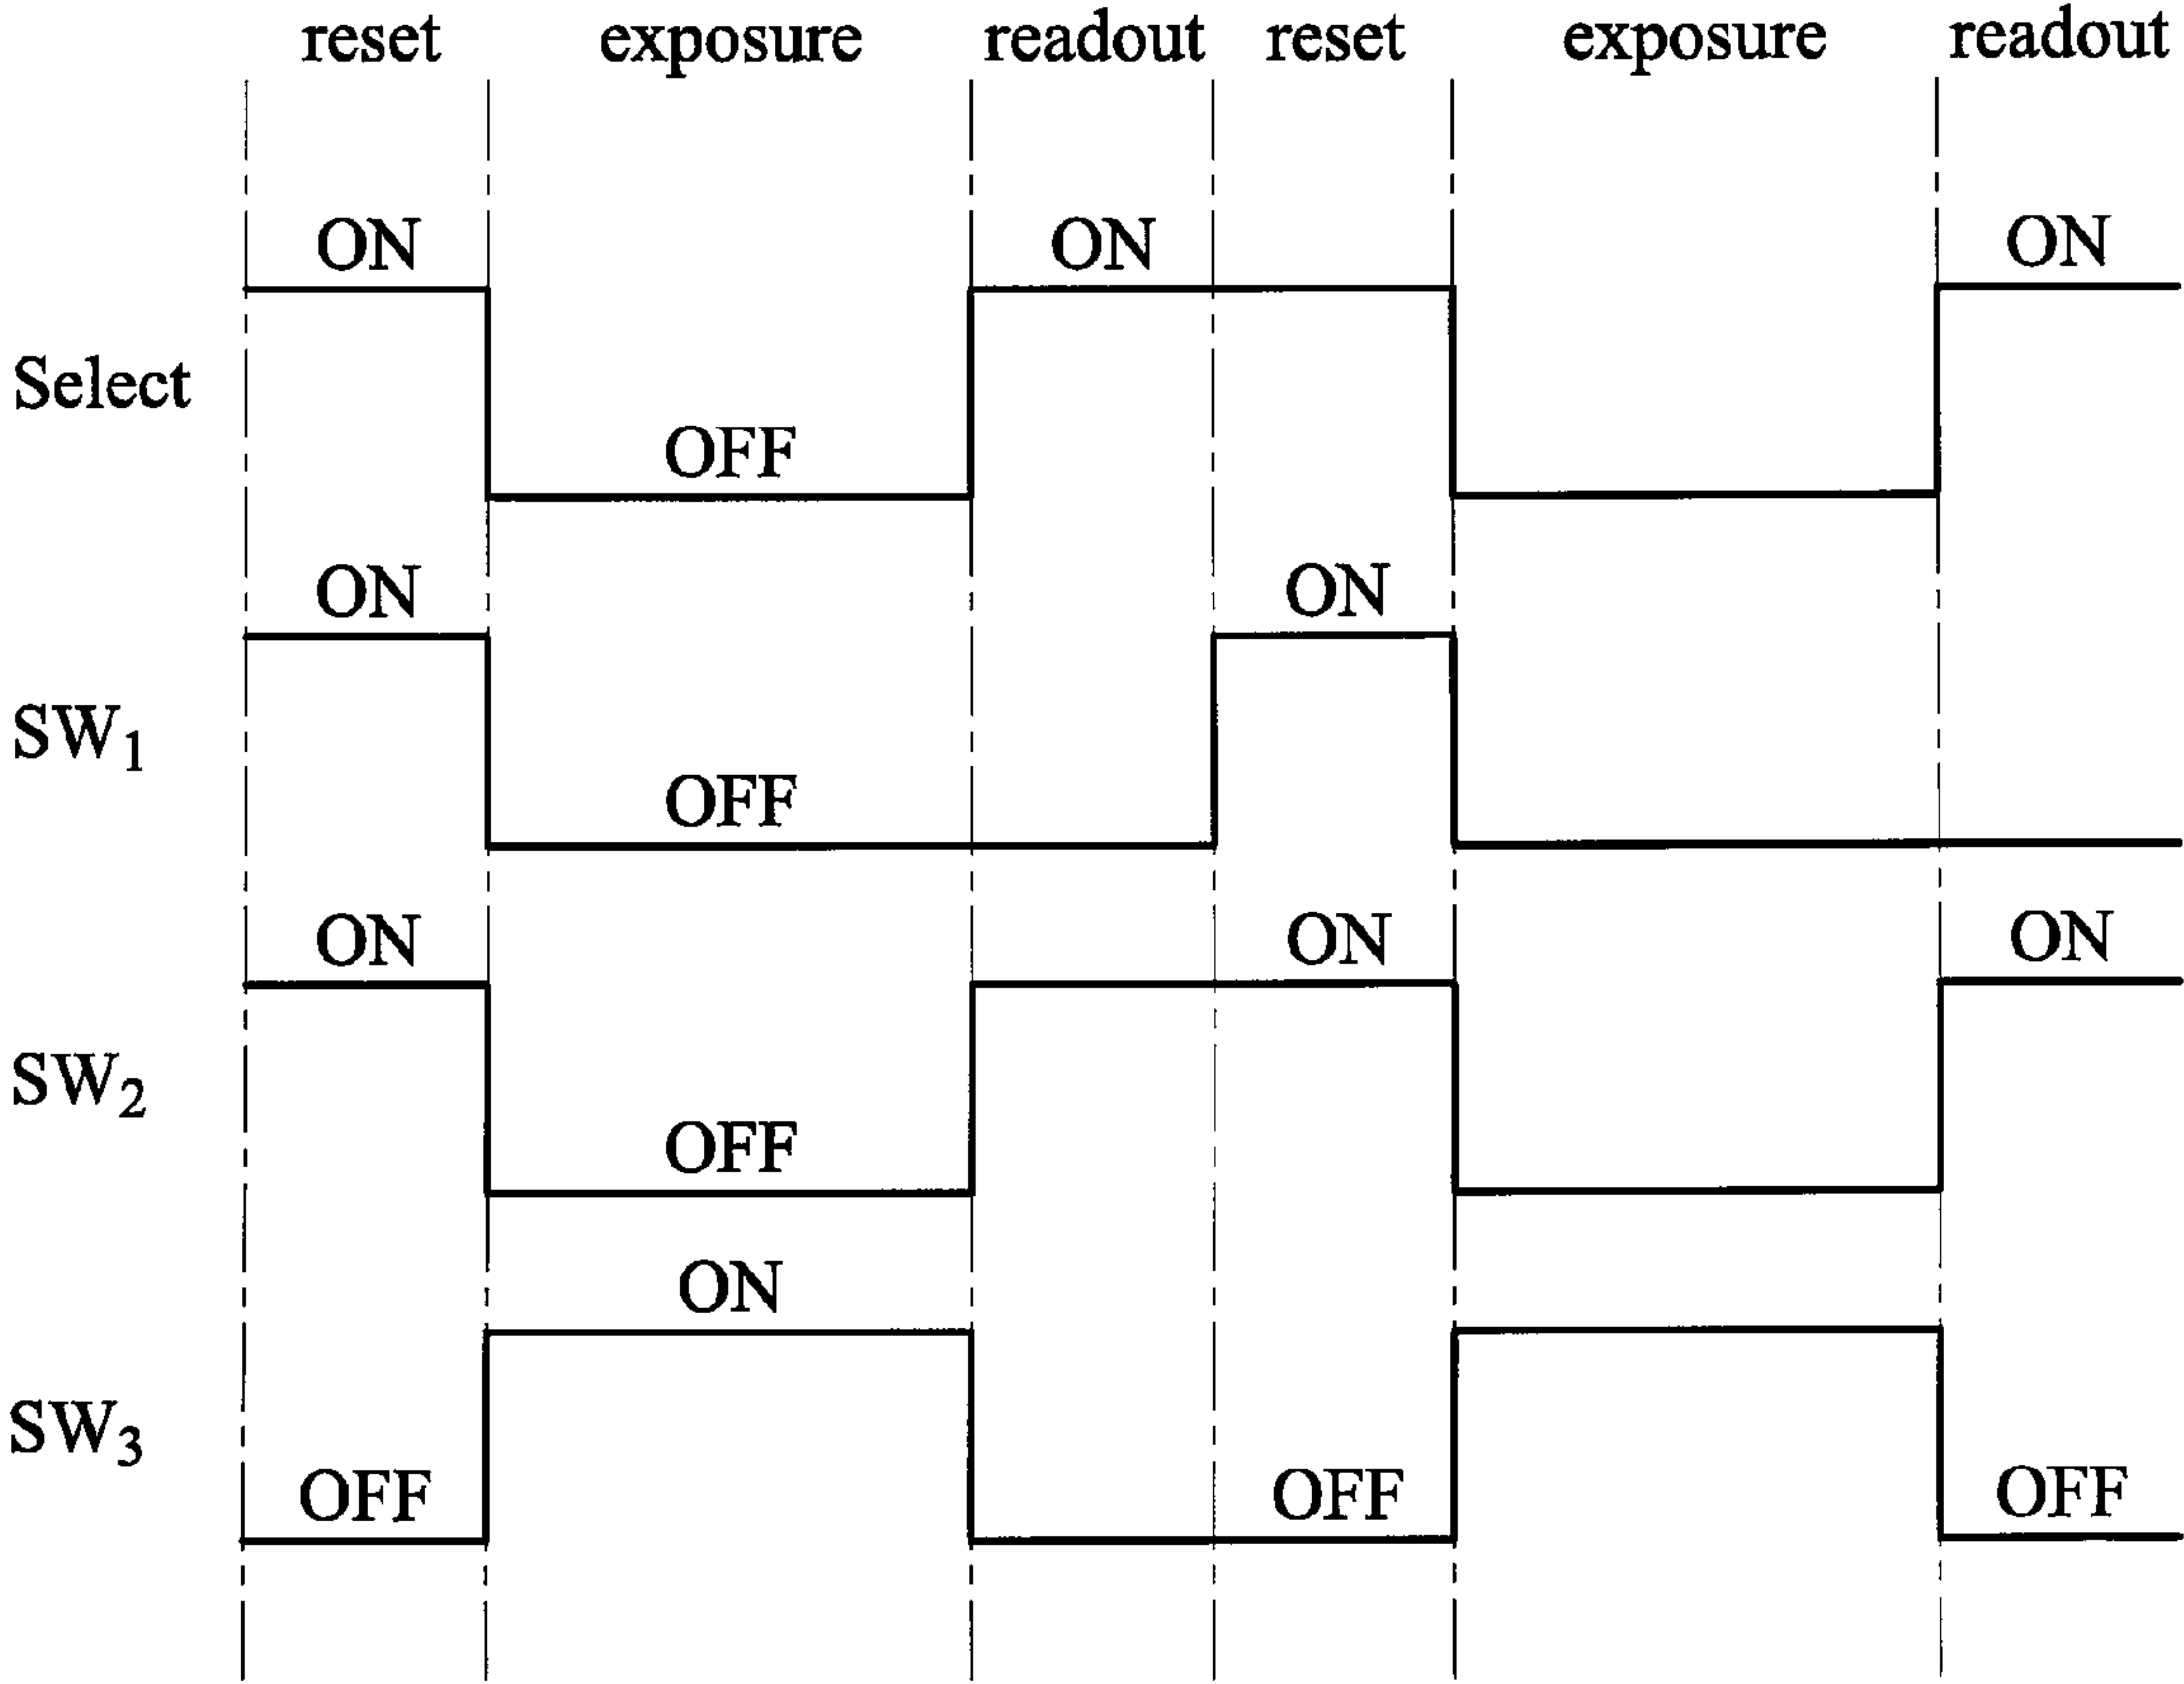 reset exposure readout reset exposure readout
ON ON ON
Select
OFF
ON ON
SW1
OFF
ON ON ON
SW2
OFF
ON
SW3
OFF OFF OFF